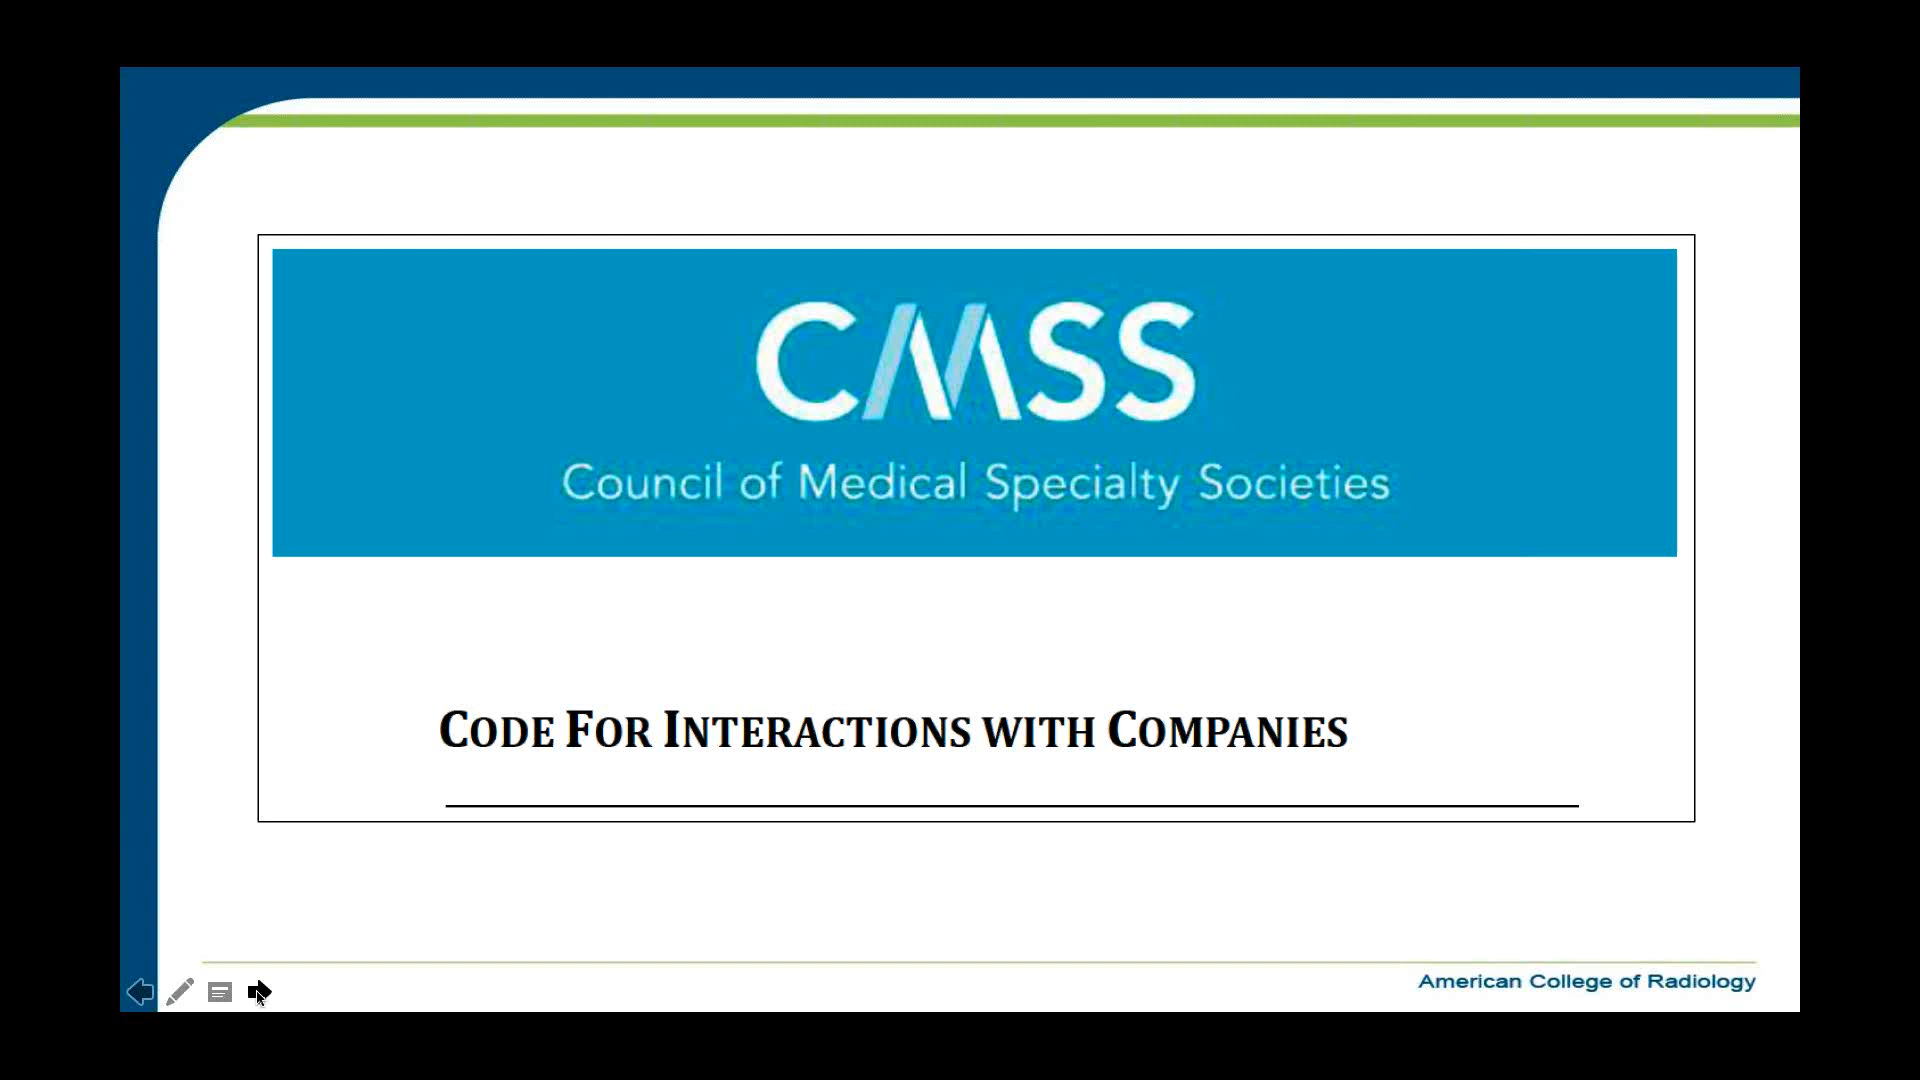 CMSS
Council of Medical Specialty Societies
CODE FOR INTERACTIONS WITH COMPANIES
American College of Radiology